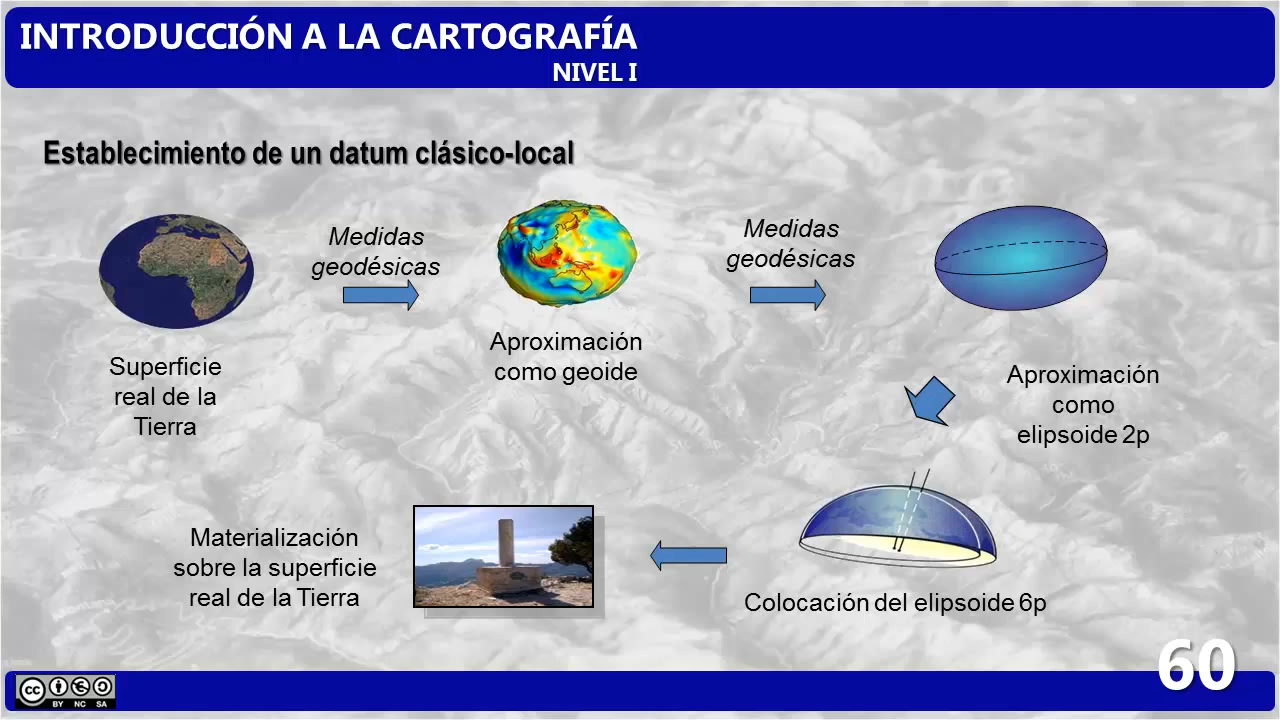 INTRODUCCIÓN A LA CARTOGRAFÍA
NIVEL I
Establecimiento de un datum clásico-local
Medidas
geodésicas
Medidas
geodésicas
Superficie
real de la
Tierra
Aproximación
como geoide
Aproximación
como
elipsoide 2p
Materialización
sobre la superficie
real de la Tierra
Colocación del elipsoide 6p
60
cc
BY NC SA